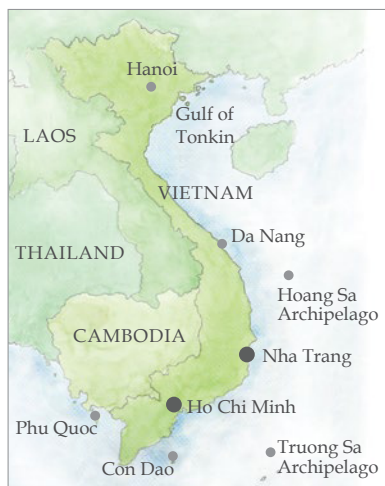 Hanoi
Gulf of
Tonkin
LAOS
VIETNAM
Da Nang
THAILAND
Hoang Sa
Archipelago
CAMBODIA
Nha Trang
Ho Chi Minh
Phu Quoc
Con Dao
Truong Sa
Archipelago